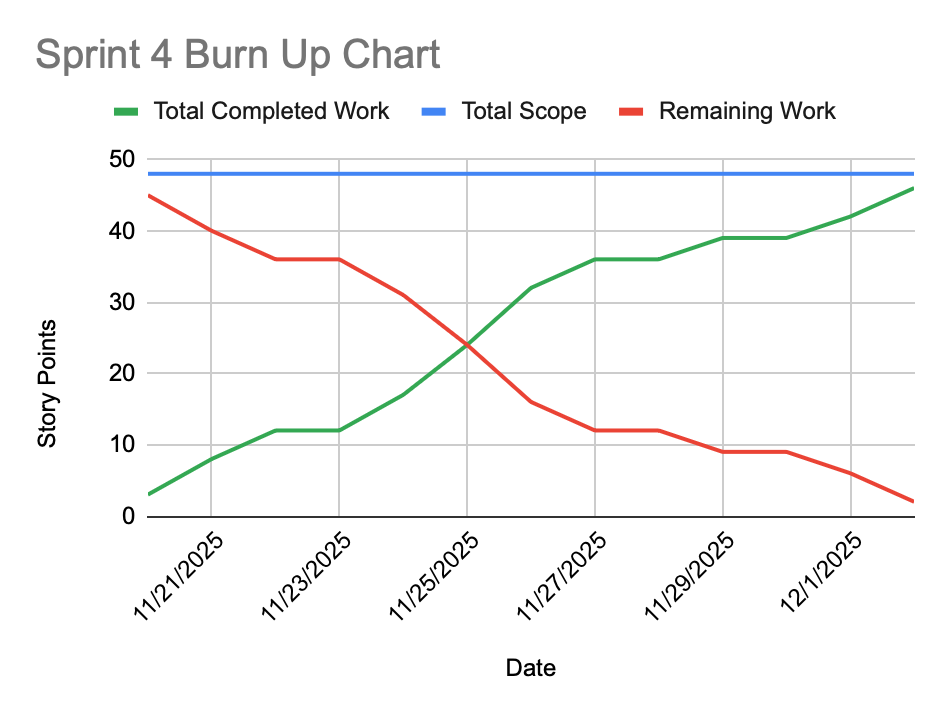 Sprint 4 Burn Up Chart
Total Completed Work Total Scope Remaining Work
50
40
30
20
10
0
Story Points
11/21/2025 11/23/2025 11/25/2025 11/27/2025 11/29/2025 12/1/2025
Date